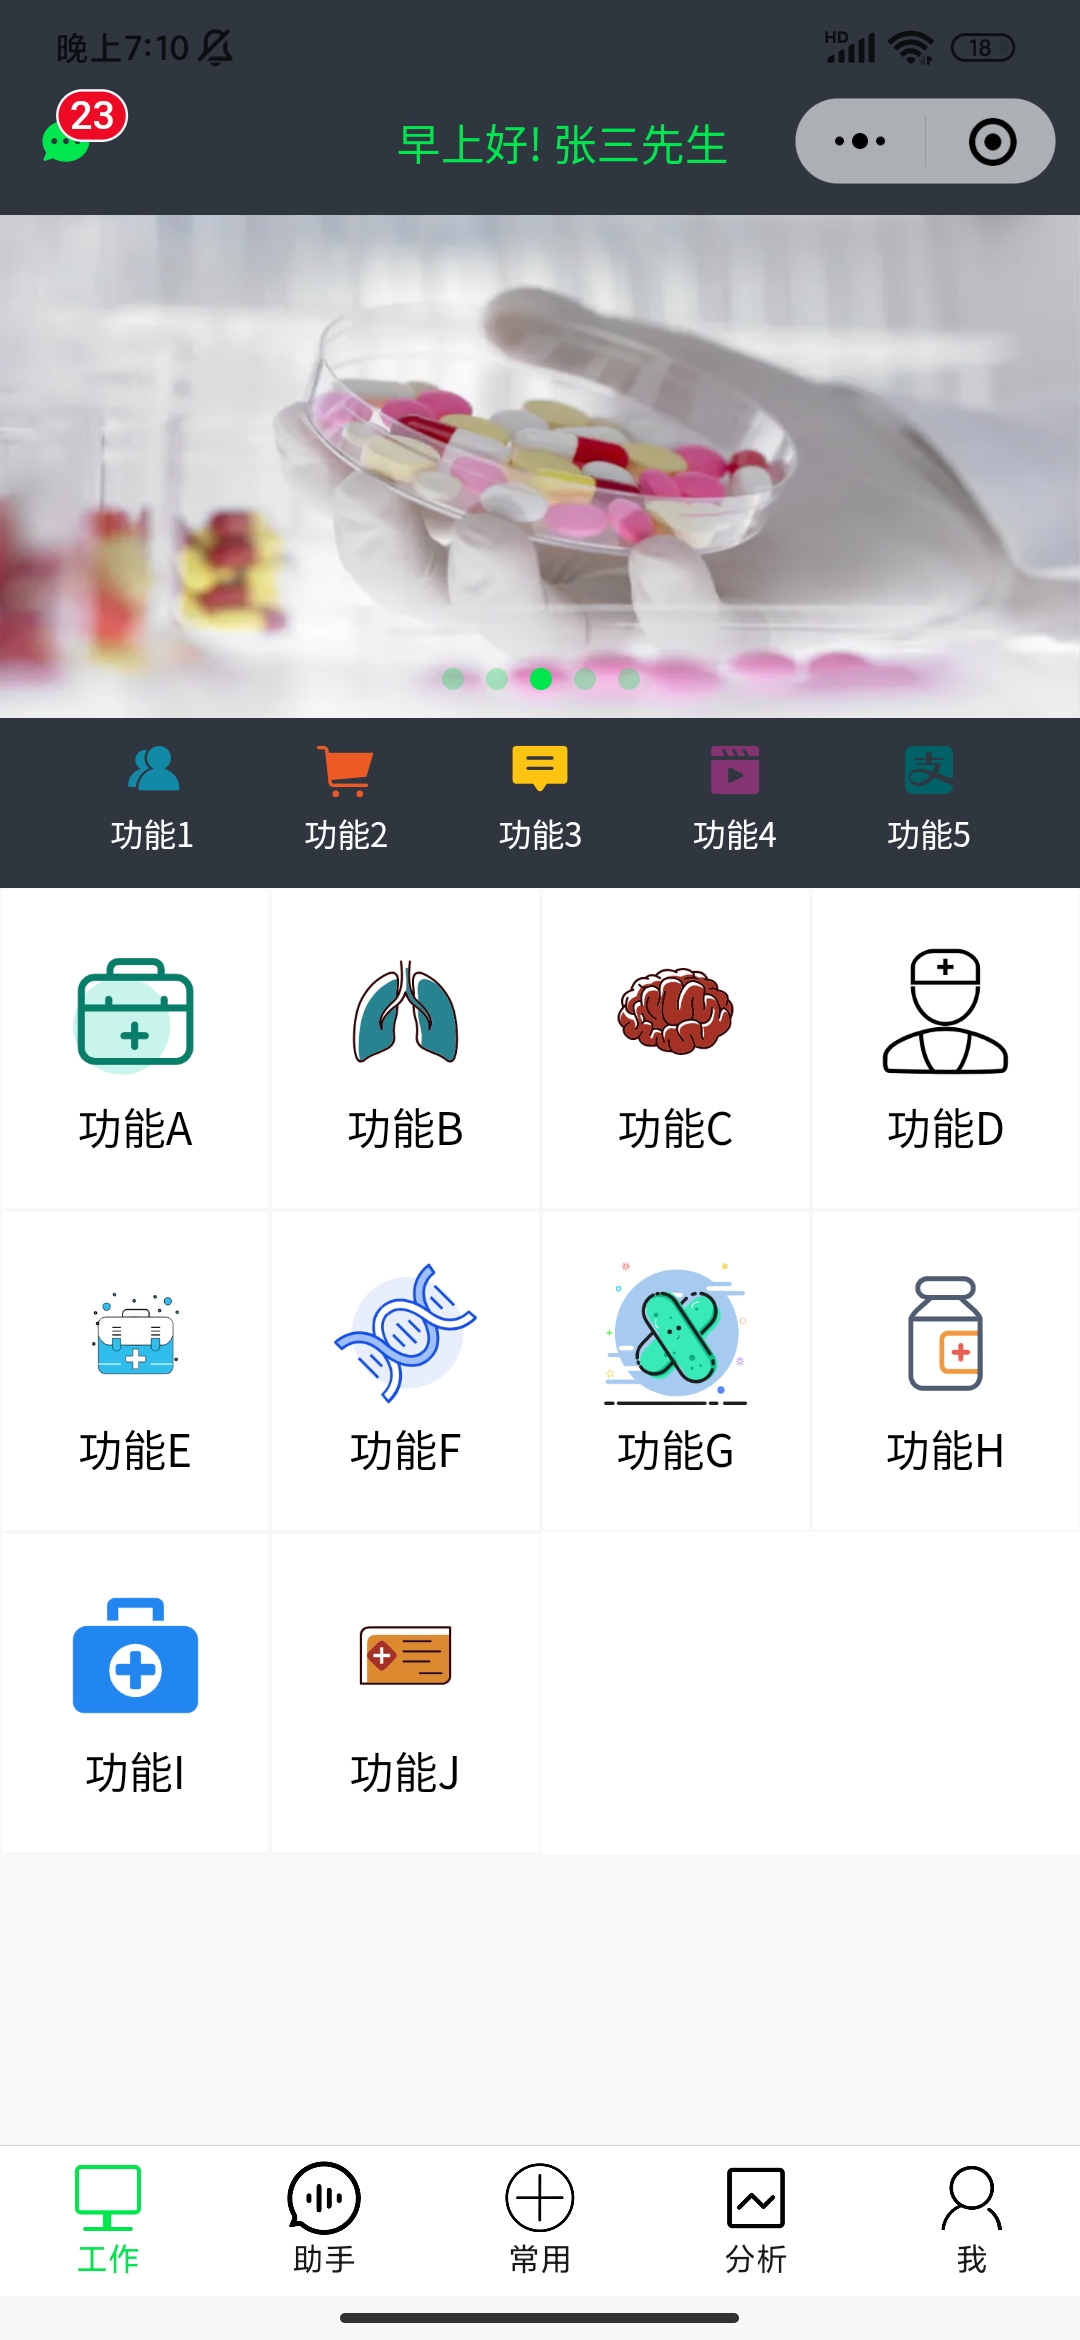 晚上7:10
HD
18
23
早上好! 张三先生
功能1 功能2 功能3 功能4 功能5
支
功能A 功能B 功能C 功能D
功能E 功能F 功能G 功能H
功能I 功能J
工作 助手 常用 分析 我